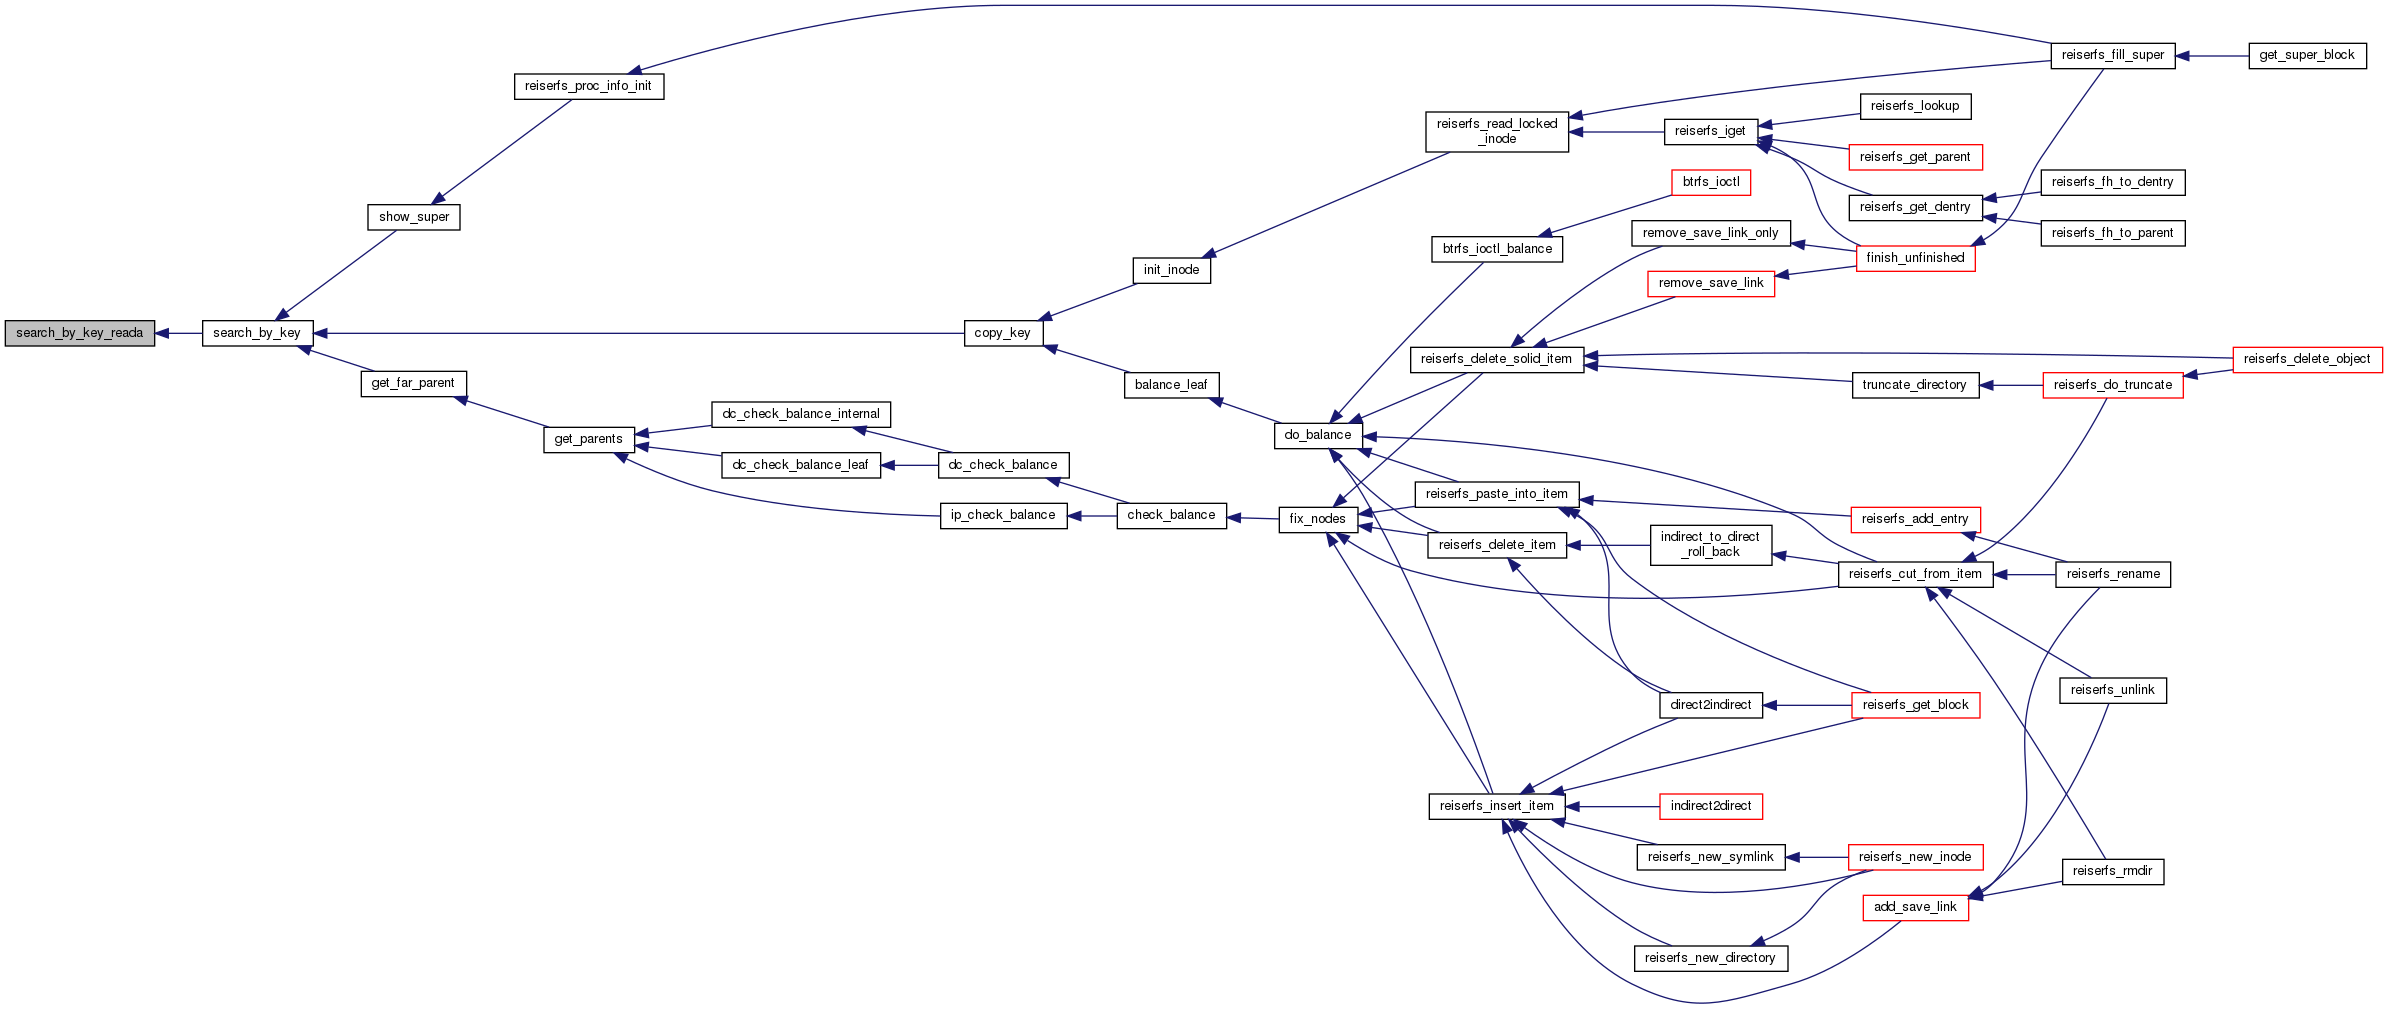 reiserfs_fill_super
get_super_block
reiserfs_proc_info_init
reiserfs_lookup
reiserfs_read_locked
_inode
reiserfs_iget
reiserfs_get_parent
btrfs_ioctl
reiserfs_fh_to_dentry
reiserfs_get_dentry
show_super
remove_save_link_only
reiserfs_fh_to_parent
btrfs_ioctl_balance
finish_unfinished
init_inode
remove_save_link
search_by_key_reada
search_by_key
copy_key
reiserfs_delete_solid_item
reiserfs_delete_object
get_far_parent
balance_leaf
truncate_directory
reiserfs_do_truncate
dc_check_balance_internal
get_parents
do_balance
dc_check_balance_leaf
dc_check_balance
reiserfs_paste_into_item
ip_check_balance
check_balance
fix_nodes
reiserfs_add_entry
indirect_to_direct
_roll_back
reiserfs_delete_item
reiserfs_cut_from_item
reiserfs_rename
reiserfs_unlink
direct2indirect
reiserfs_get_block
reiserfs_insert_item
indirect2direct
reiserfs_new_symlink
reiserfs_new_inode
reiserfs_rmdir
add_save_link
reiserfs_new_directory